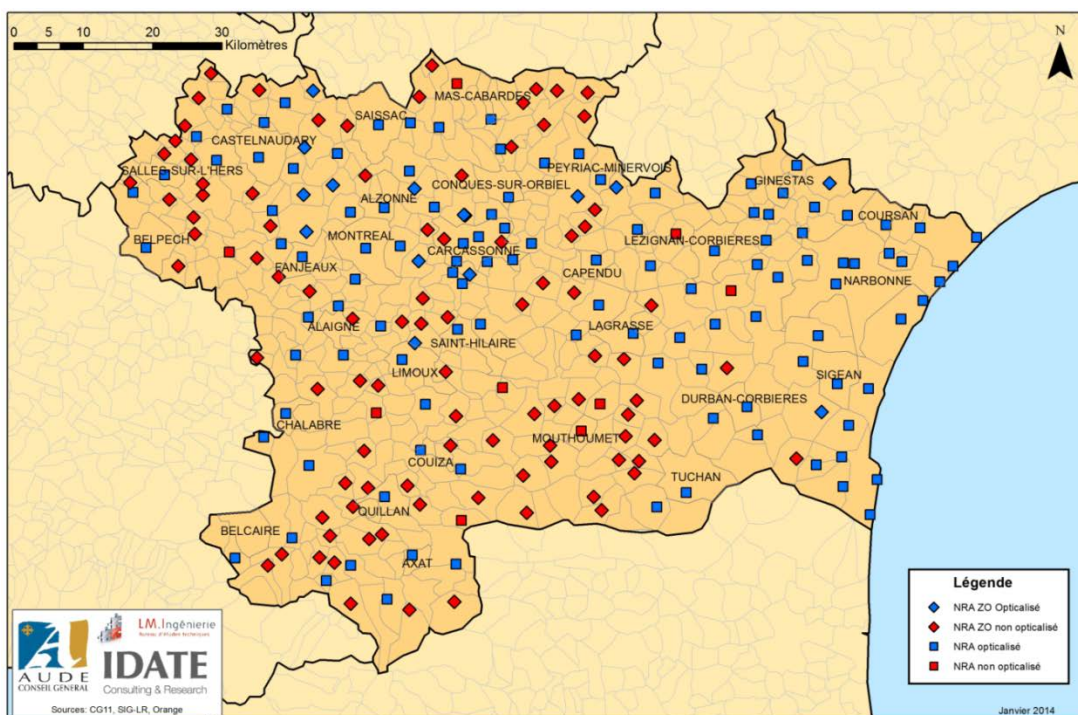 0 10 20 30
Kilomètres
N
MAS-CABARDES
SAISSAC
CASTELNAUDARY
PEYRIAC-MINERVOIS
SALLES-SUR-L'HERS
GINESTAS
CONQUES-SUR-ORBIEL
ALZONNE
COURSAN
BELPECH
MONTREAL
LEZIGNAN-CORBIERES
CARCASSONNE
FANJEAUX
CAPENDU
NARBONNE
ALAIGNE
LAGRASSE
SAINT-HILAIRE
LIMOUX
SIGEAN
DURBAN-CORBIERES
CHALABRE
MOUTHOUMET
COUIZA
TUCHAN
QUILLAN
BELCAIRE
AXAT
Légende
NRA ZO Opticalisé
NRA ZO non opticalisé
NRA opticalisé
NRA non opticalisé
LM.Ingénierie
Bureau d'études techniques
AUDE
CONSEIL GENERAL
IDATE
Consulting & Research
Sources: CG11, SIG-LR, Orange
Janvier 2014